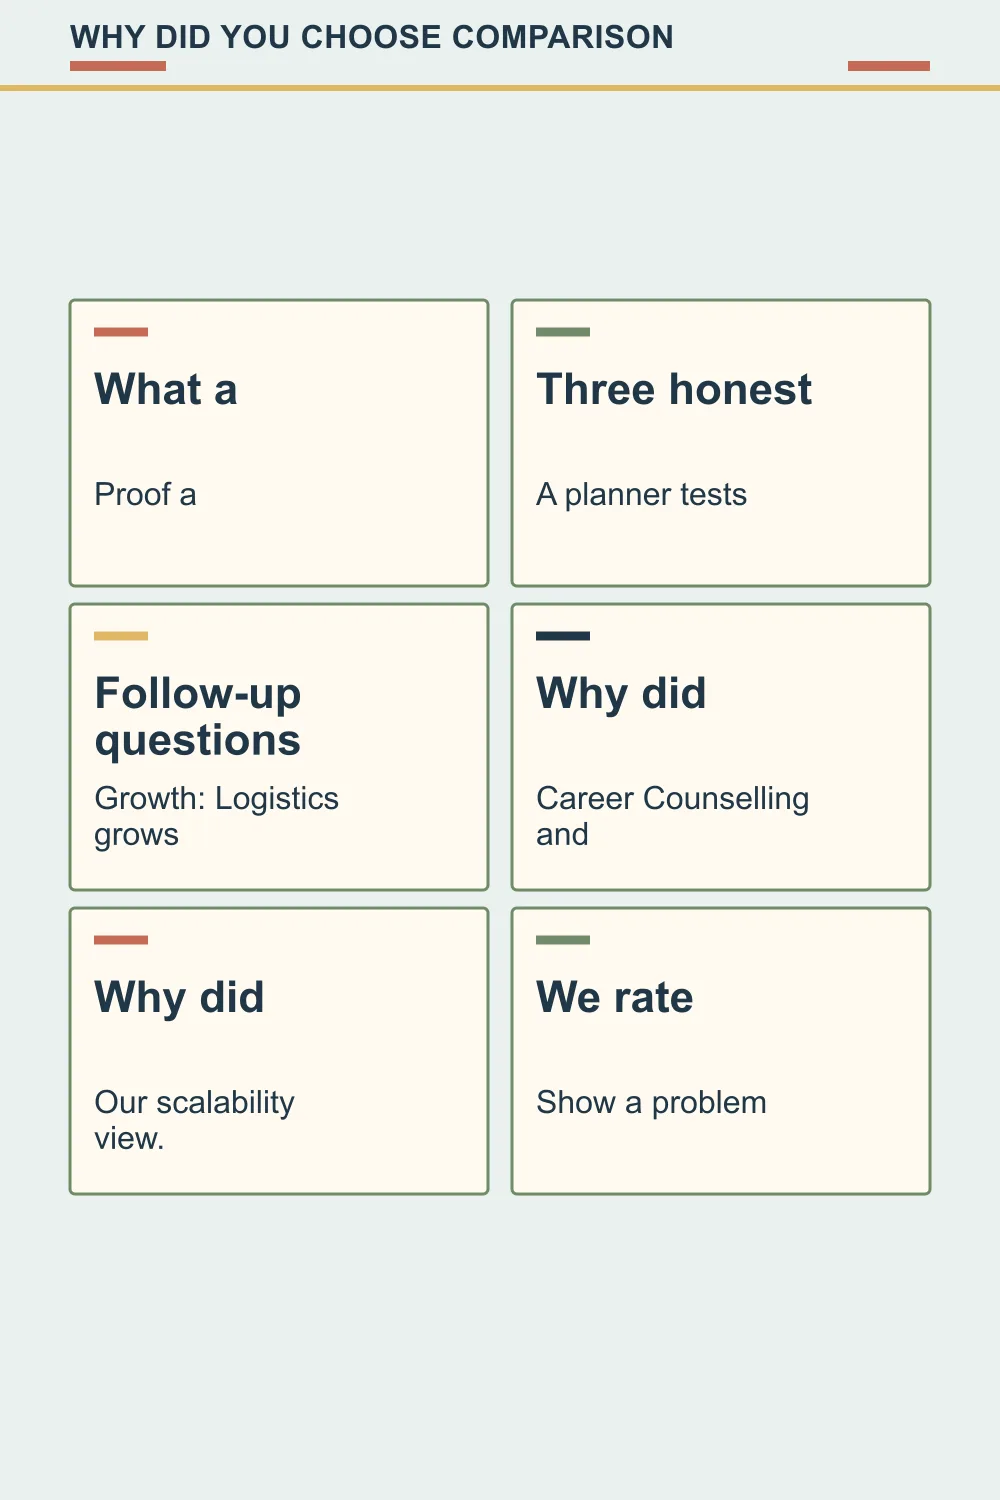 WHY DID YOU CHOOSE COMPARISON
What a
Proof a
Three honest
A planner tests
Follow-up
questions
Growth: Logistics
grows
Why did
Career Counselling
and
Why did
Our scalability
view.
We rate
Show a problem